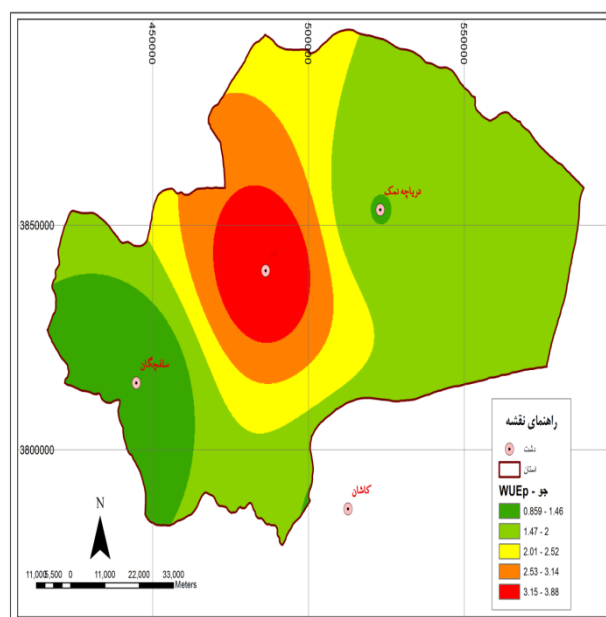 450000
500000
550000
3850000
3800000
دریاچه نمک
سلفچگان
کاشان
راهنمای نقشه
دشت
استان
WUEp - جو
0.859 - 1.46
1.47 - 2
2.01 - 2.52
2.53 - 3.14
3.15 - 3.88
N
11,000 5,500 0 11,000 22,000 33,000
Meters